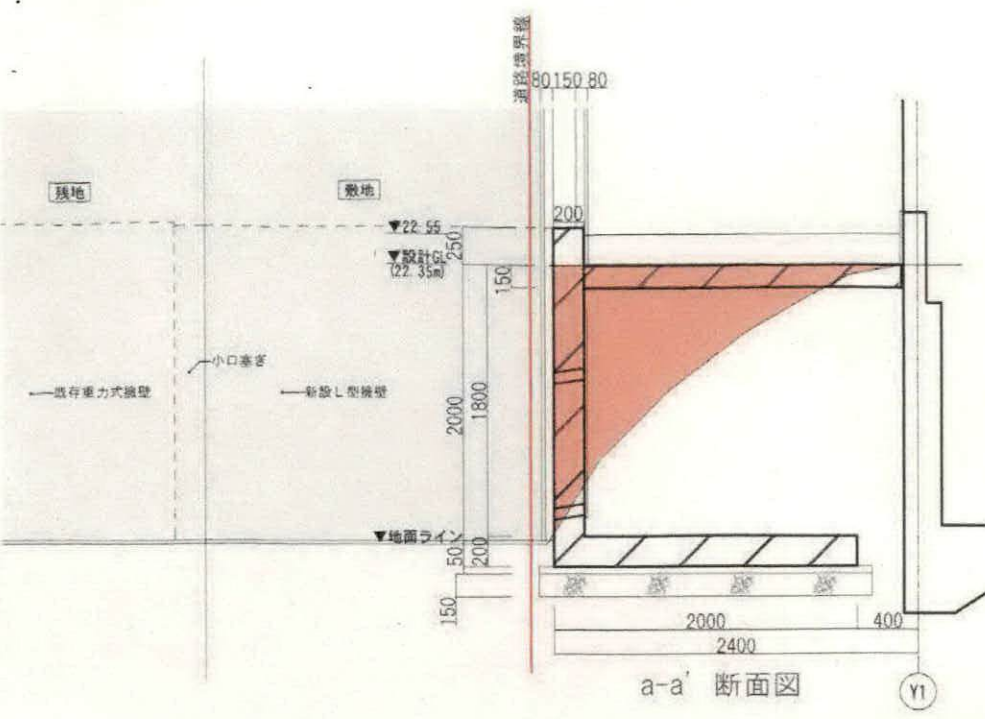 道路境界線
80 150 80
残地
敷地
200
▼22.55
250
▼設計GL
(22.35m)
150
小口塞ぎ
既存重力式擁壁
新設L型擁壁
2000
1800
▼地面ライン
50
200
150
2000
400
2400
a-a' 断面図
Y1